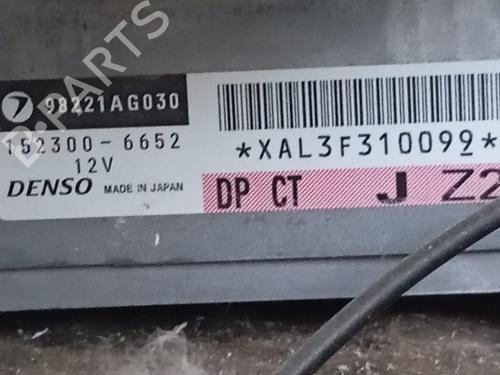 B-PARTS
98221AG030
152300-6652
12V
DENSO MADE IN JAPAN
*XAL3F310099*
DP CT J Z2